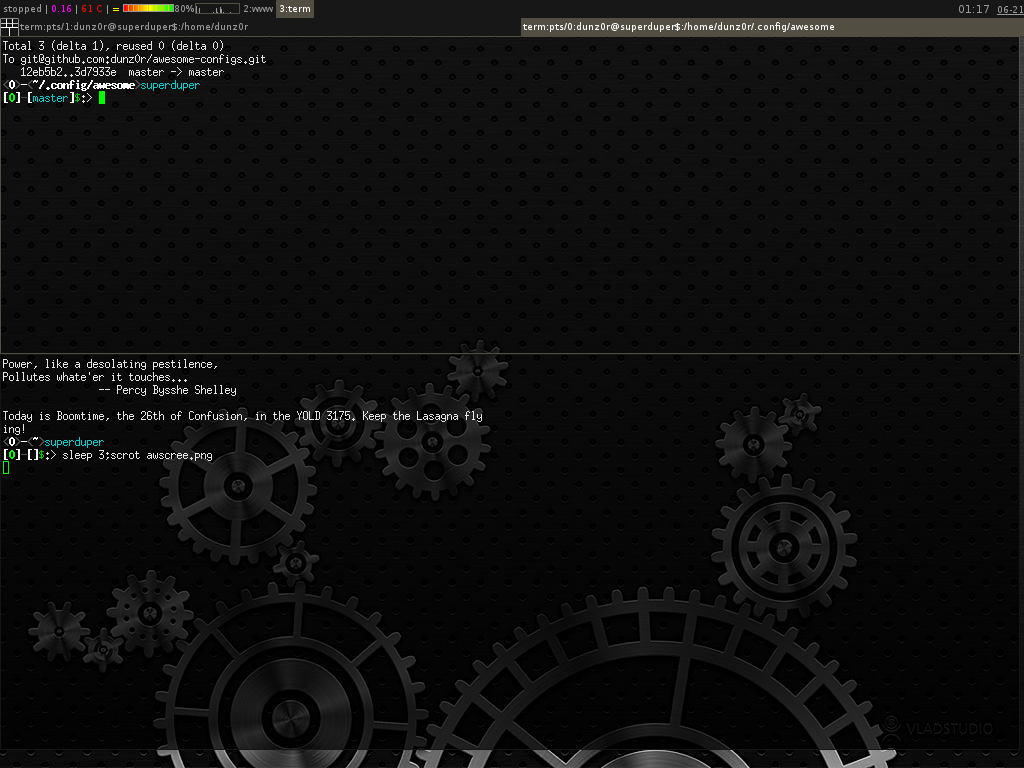 stopped | 0.16 | 61 C | = 80% 2:www 3:term 01:17 06-21
term:pts/1:dunz0r@superduper$:/home/dunz0r term:pts/0:dunz0r@superduper$:/home/dunz0r/.config/awesome
Total 3 (delta 1), reused 0 (delta 0)
To git@github.com:dunz0r/awesome-configs.git
12eb5b2..3d7933e master -> master
<0>-<~/.config/awesome>superduper
[0]-[master]$:>
Power, like a desolating pestilence,
Pollutes whate'er it touches...
-- Percy Bysshe Shelley
Today is Boomtime, the 26th of Confusion, in the YOLD 3175. Keep the Lasagna fly
ing!
<0>-<~>superduper
[0]-[]$:> sleep 3;scrot awscree.png
VLADSTUDIO